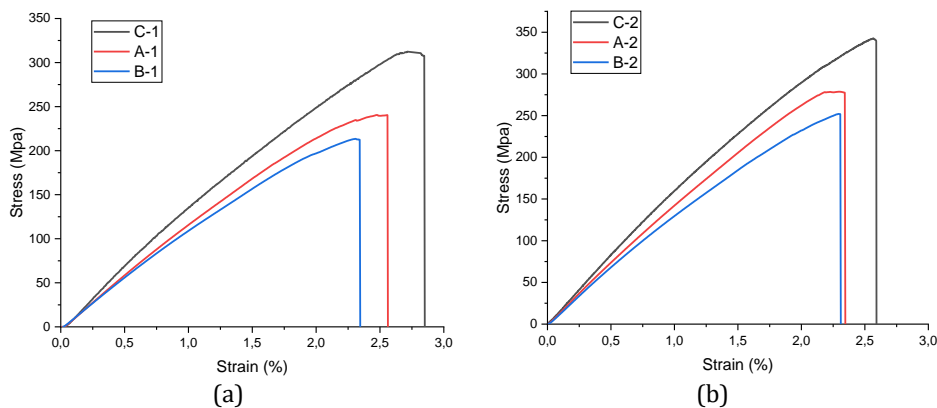 350
300
250
200
150
100
50
0
Stress (Mpa)
C-1
A-1
B-1
0,0 0,5 1,0 1,5 2,0 2,5 3,0
Strain (%)
(a)
350
300
250
200
150
100
50
0
Stress (Mpa)
C-2
A-2
B-2
0,0 0,5 1,0 1,5 2,0 2,5 3,0
Strain (%)
(b)